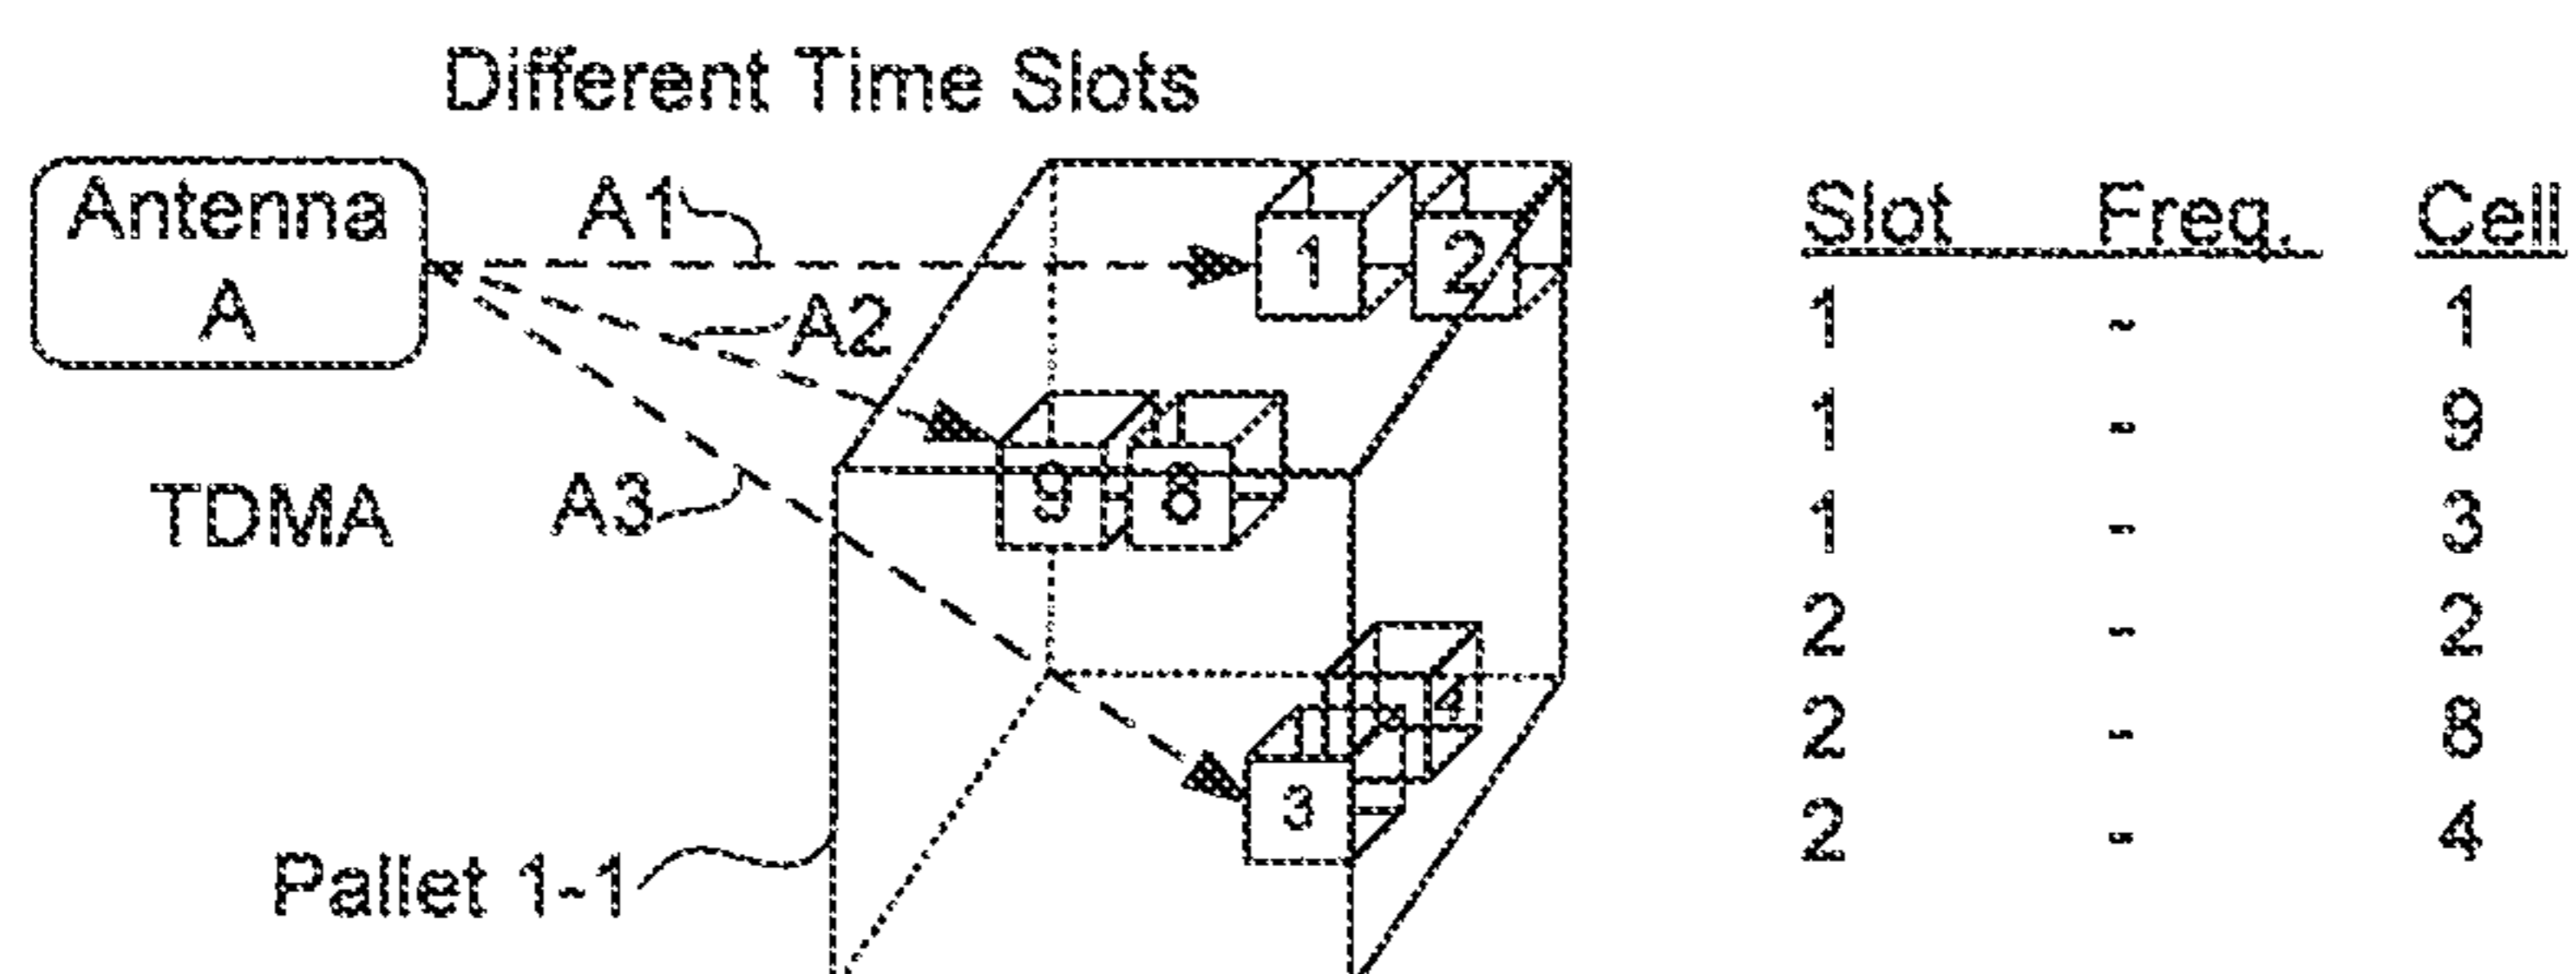 Different Time Slots
Antenna
A
A1
A2
A3
TDMA
Pallet 1-1
1
2
9
8
4
3
Slot Freq. Cell
1 - 1
1 - 9
1 - 3
2 - 2
2 - 8
2 - 4